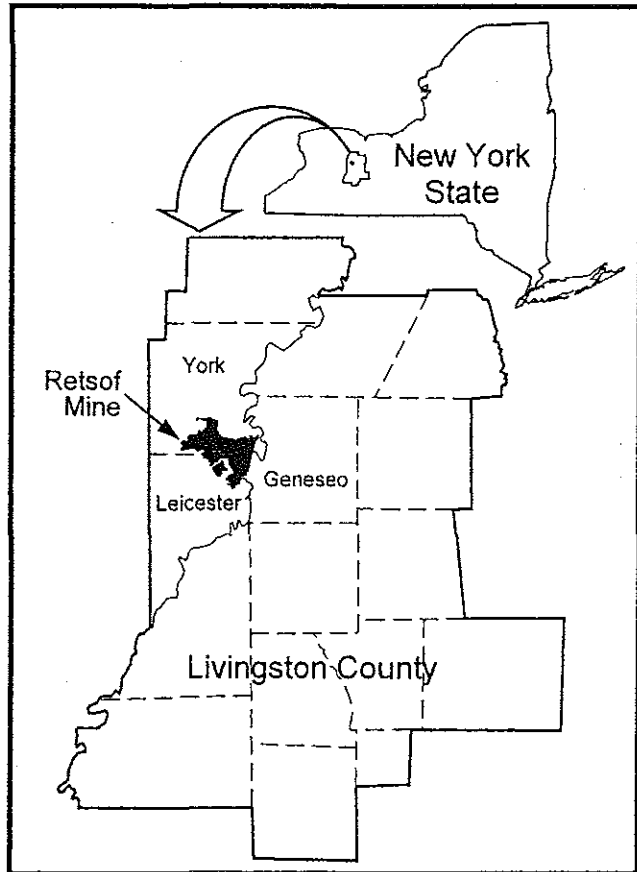 New York
State
York
Retsof
Mine
Geneseo
Leicester
Livingston County